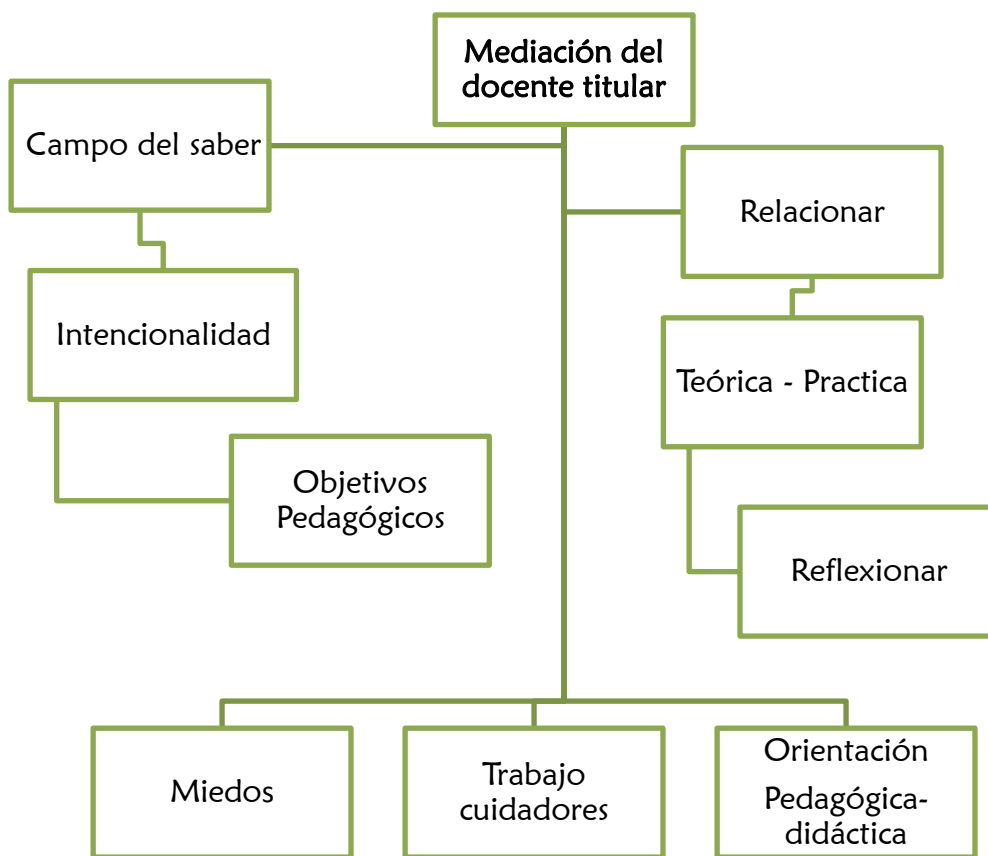 Mediación del
docente titular
Campo del saber
Relacionar
Intencionalidad
Teórica - Practica
Objetivos
Pedagógicos
Reflexionar
Miedos
Trabajo
cuidadores
Orientación
Pedagógica-
didáctica